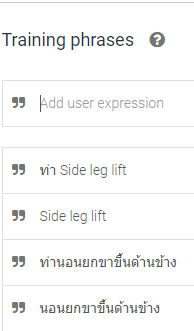 Training phrases
Add user expression
ท่า Side leg lift
Side leg lift
ท่านอนยกขาขึ้นด้านข้าง
นอนยกขาขึ้นด้านข้าง